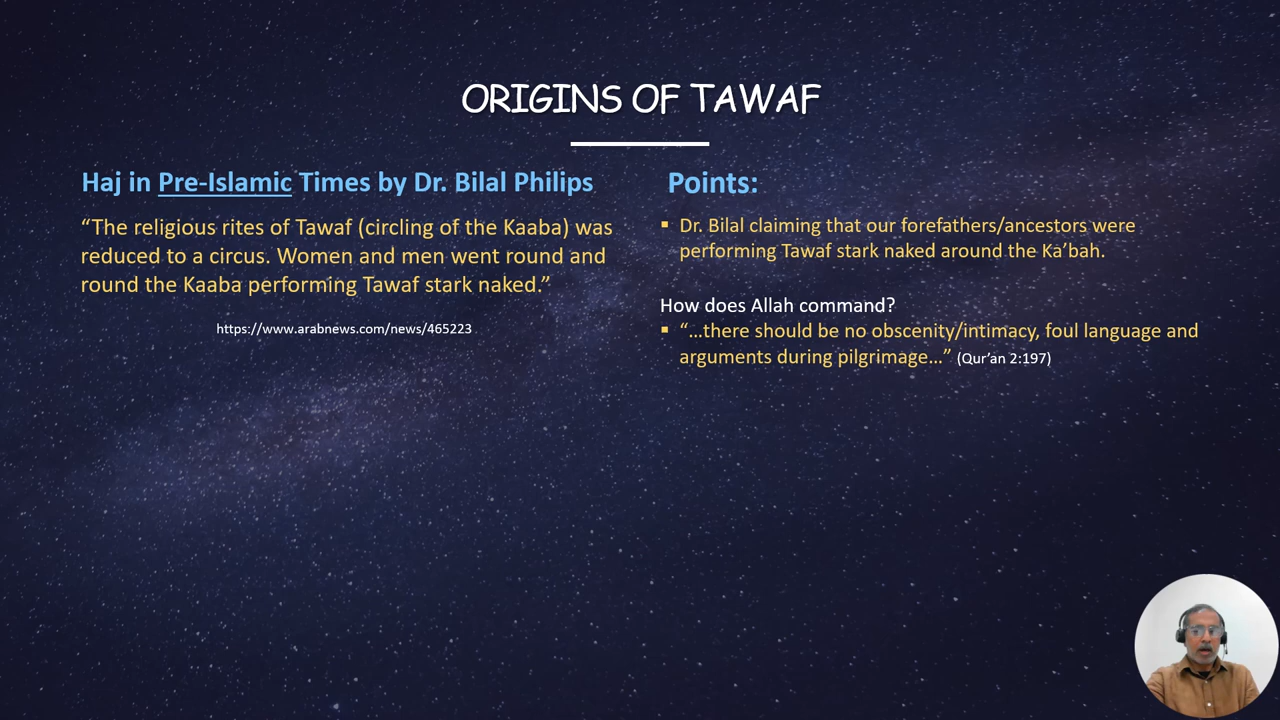 ORIGINS OF TAWAF
Haj in Pre-Islamic Times by Dr. Bilal Philips
“The religious rites of Tawaf (circling of the Kaaba) was
reduced to a circus. Women and men went round and
round the Kaaba performing Tawaf stark naked.”
https://www.arabnews.com/news/465223
Points:
▪ Dr. Bilal claiming that our forefathers/ancestors were
performing Tawaf stark naked around the Ka’bah.
How does Allah command?
▪ “…there should be no obscenity/intimacy, foul language and
arguments during pilgrimage…” (Qur’an 2:197)